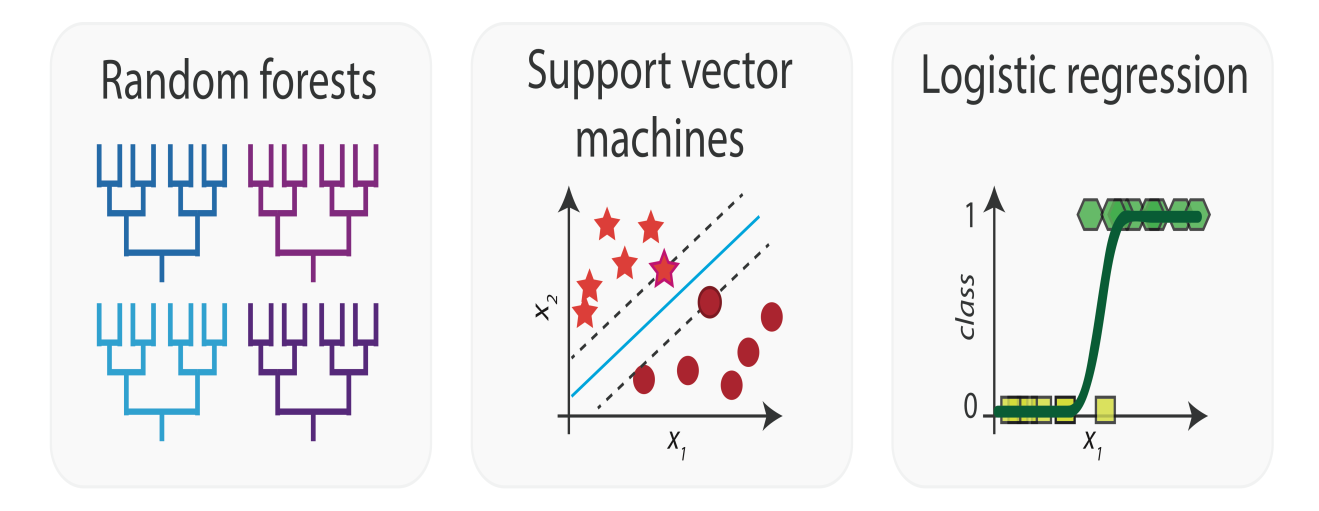 Random forests
Support vector
machines
x₂
x₁
Logistic regression
1
class
0
x₁